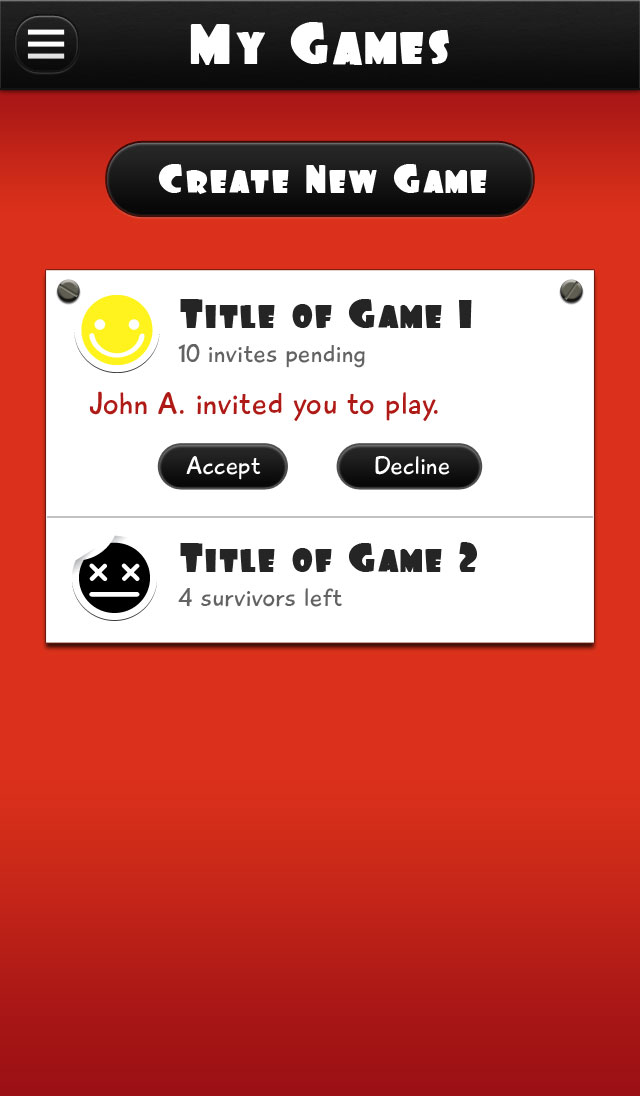 My Games
Create New Game
Title of Game 1
10 invites pending
John A. invited you to play.
Accept
Decline
Title of Game 2
4 survivors left